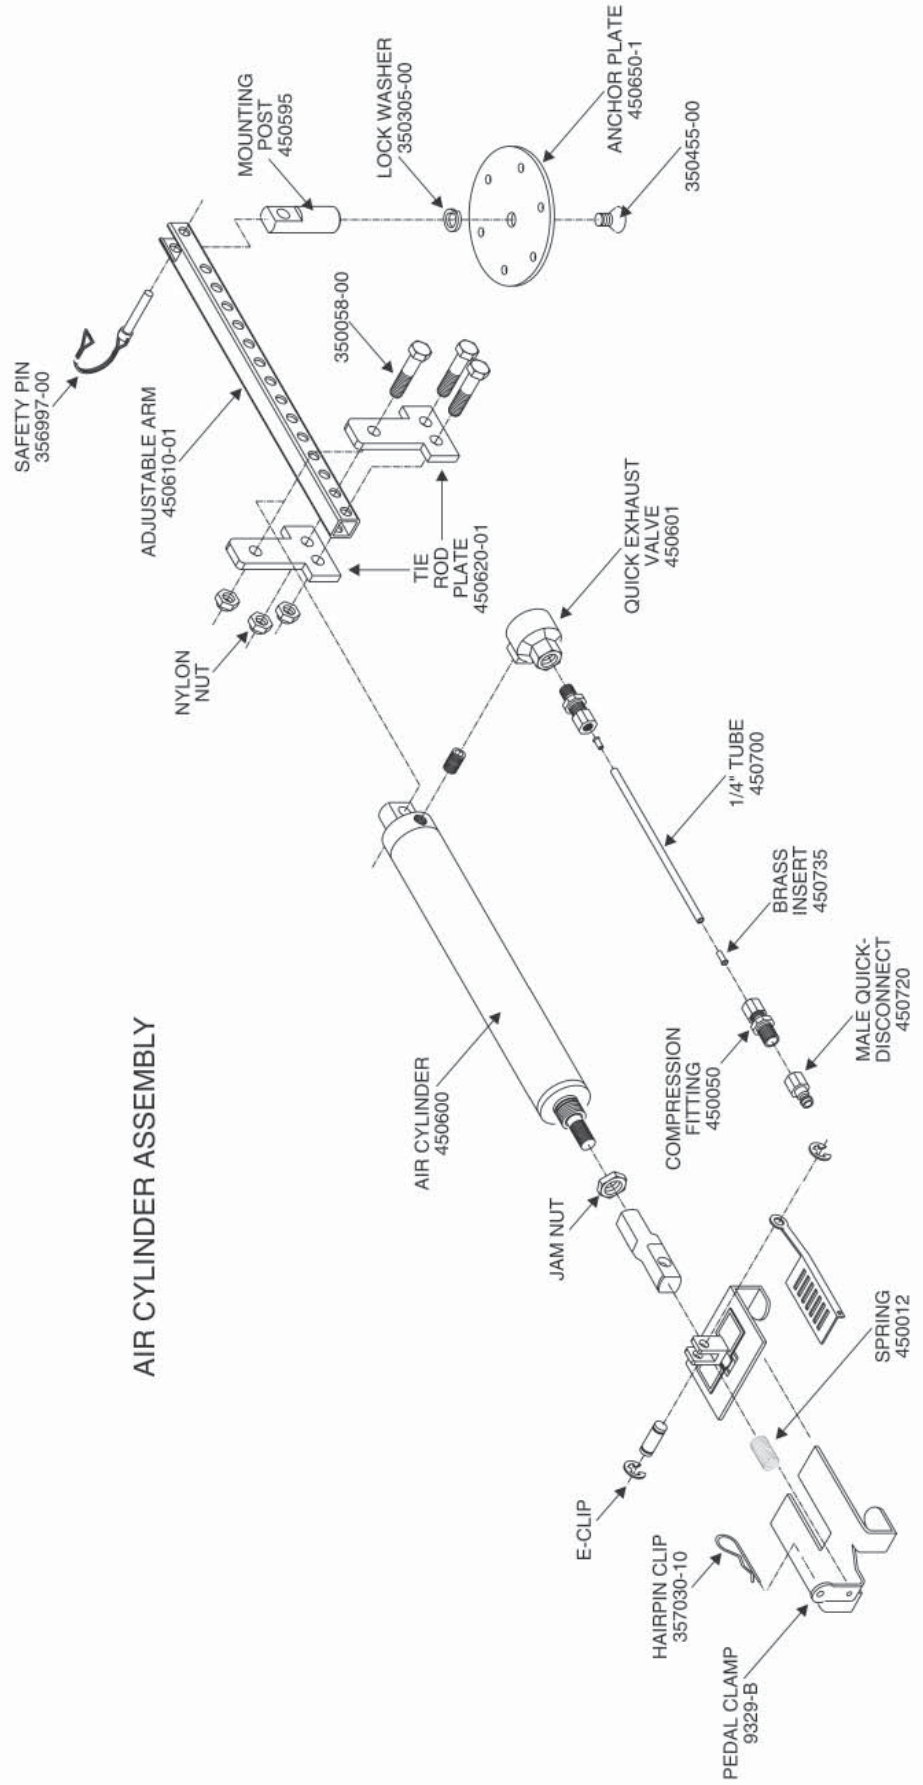 AIR CYLINDER ASSEMBLY
SAFETY PIN
356997-00
ADJUSTABLE ARM
450610-01
MOUNTING
POST
450595
LOCK WASHER
350305-00
ANCHOR PLATE
450650-1
350455-00
350058-00
NYLON
NUT
TIE
ROD
PLATE
450620-01
QUICK EXHAUST
VALVE
450601
1/4" TUBE
450700
BRASS
INSERT
450735
MALE QUICK-
DISCONNECT
450720
COMPRESSION
FITTING
450050
AIR CYLINDER
450600
JAM NUT
SPRING
450012
E-CLIP
HAIRPIN CLIP
357030-10
PEDAL CLAMP
9329-B